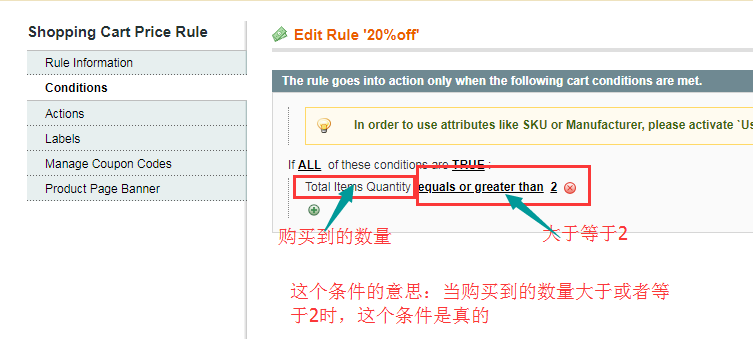 Shopping Cart Price Rule
Rule Information
Conditions
Actions
Labels
Manage Coupon Codes
Product Page Banner
Edit Rule '20%off'
The rule goes into action only when the following cart conditions are met.
In order to use attributes like SKU or Manufacturer, please activate `Us
If ALL of these conditions are TRUE :
Total Items Quantity equals or greater than 2
购买到的数量
大于等于2
这个条件的意思：当购买到的数量大于或者等
于2时，这个条件是真的